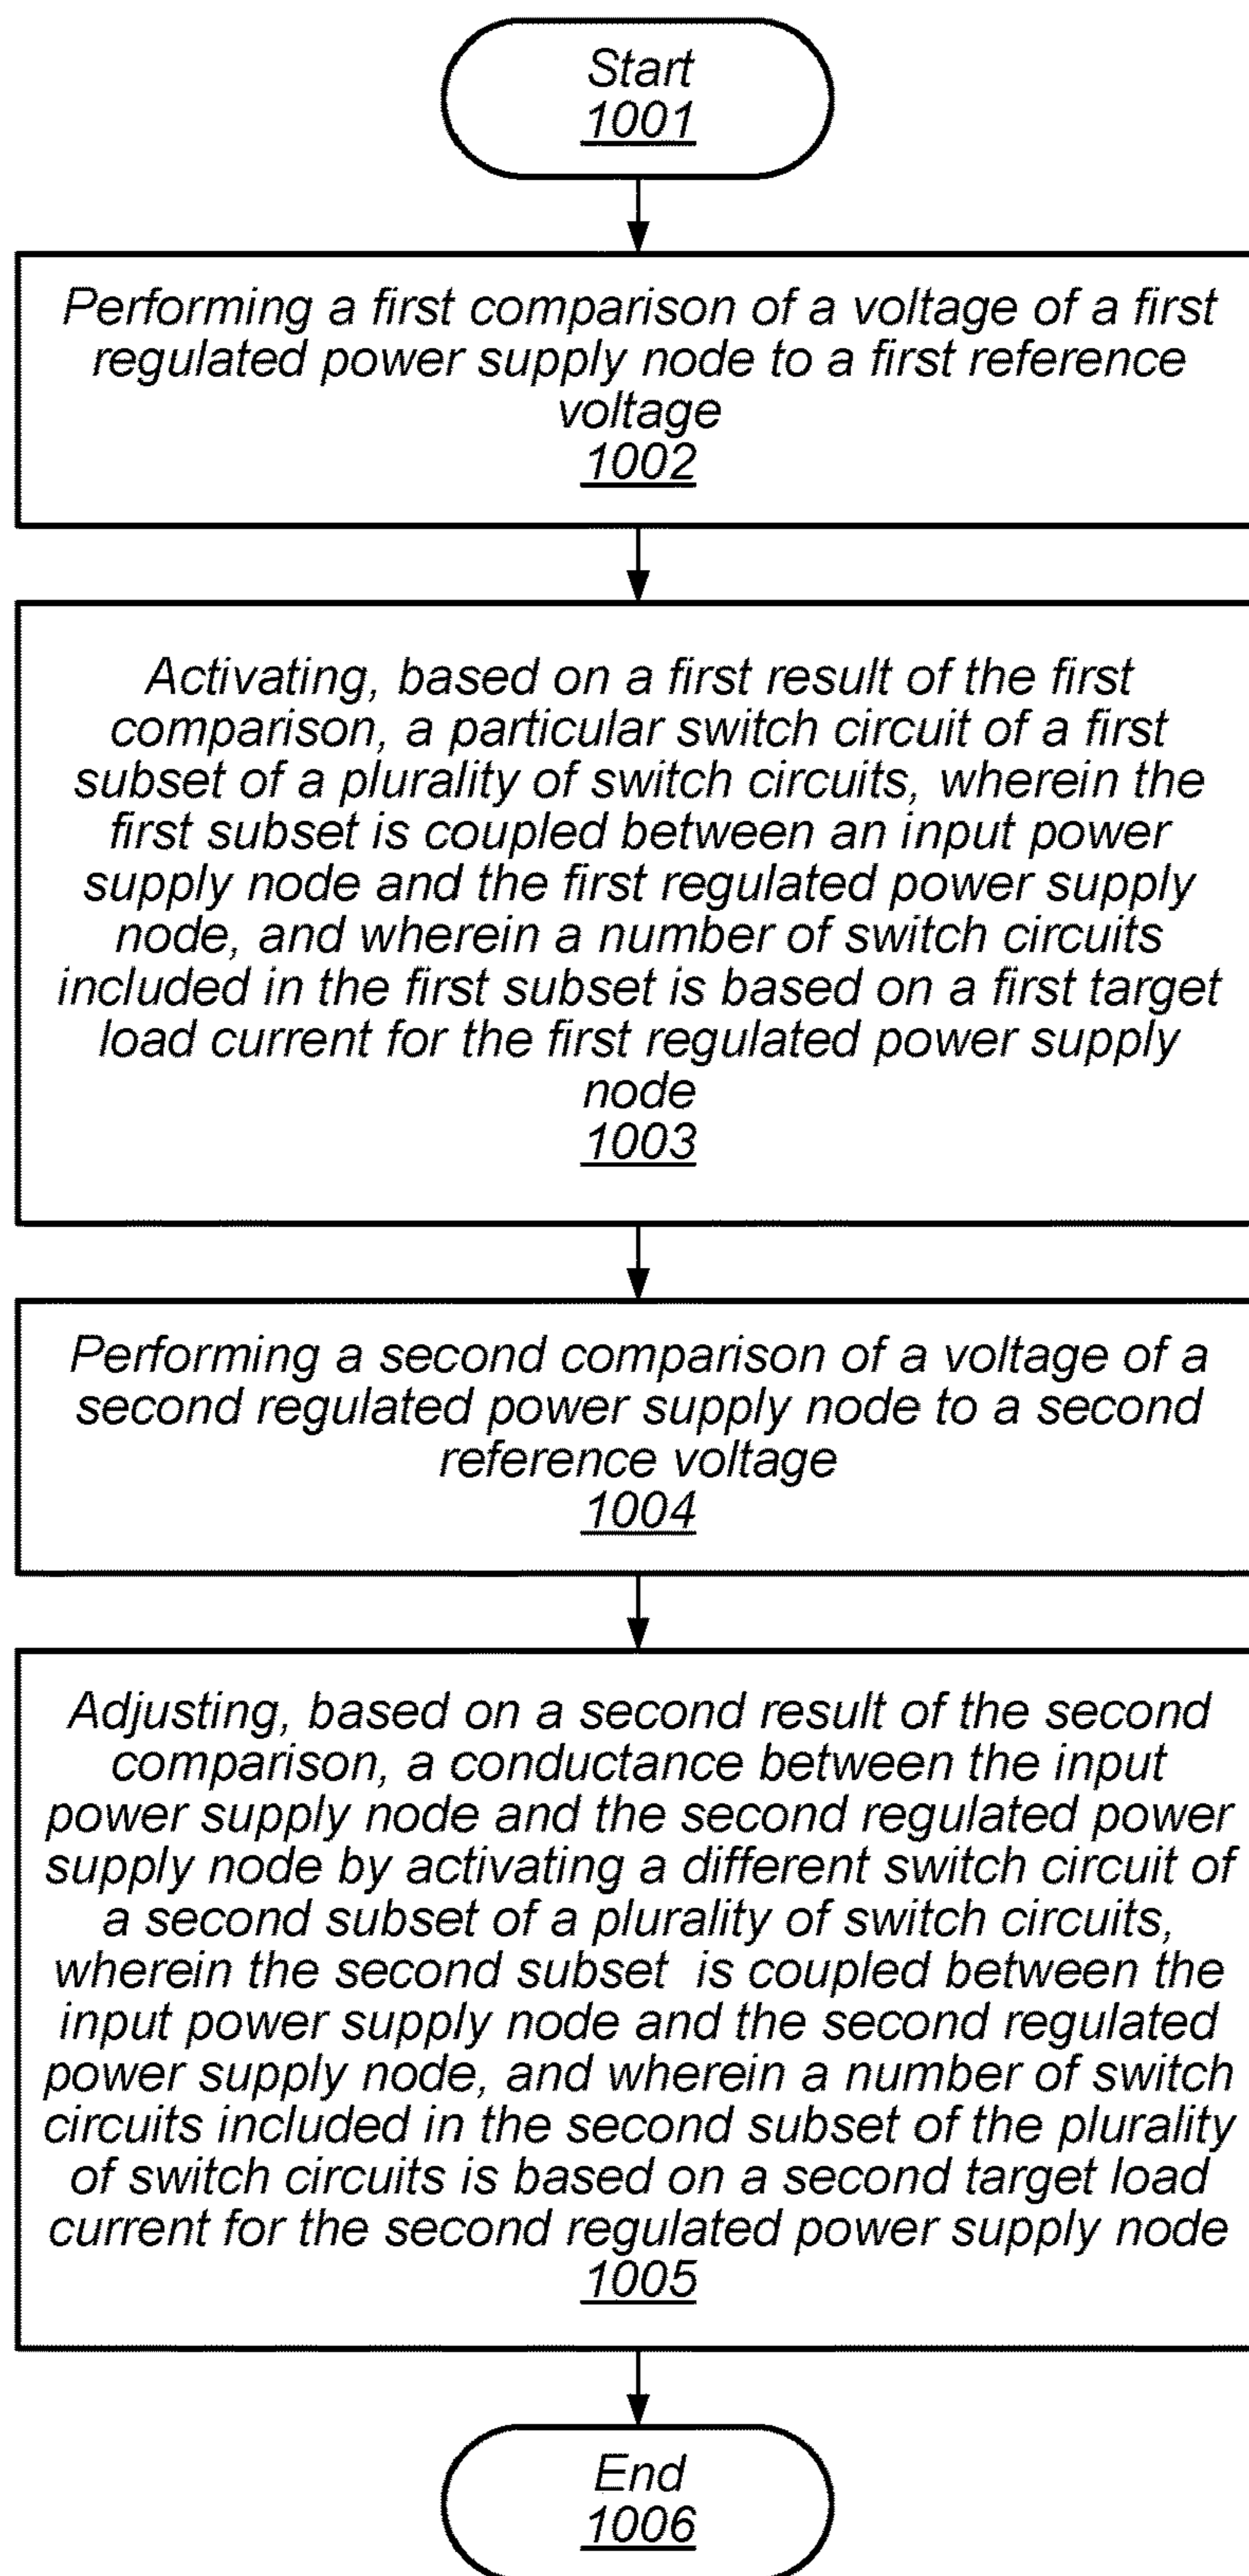 Start
1001
Performing a first comparison of a voltage of a first
regulated power supply node to a first reference
voltage
1002
Activating, based on a first result of the first
comparison, a particular switch circuit of a first
subset of a plurality of switch circuits, wherein the
first subset is coupled between an input power
supply node and the first regulated power supply
node, and wherein a number of switch circuits
included in the first subset is based on a first target
load current for the first regulated power supply
node
1003
Performing a second comparison of a voltage of a
second regulated power supply node to a second
reference voltage
1004
Adjusting, based on a second result of the second
comparison, a conductance between the input
power supply node and the second regulated power
supply node by activating a different switch circuit of
a second subset of a plurality of switch circuits,
wherein the second subset is coupled between the
input power supply node and the second regulated
power supply node, and wherein a number of switch
circuits included in the second subset of the plurality
of switch circuits is based on a second target load
current for the second regulated power supply node
1005
End
1006